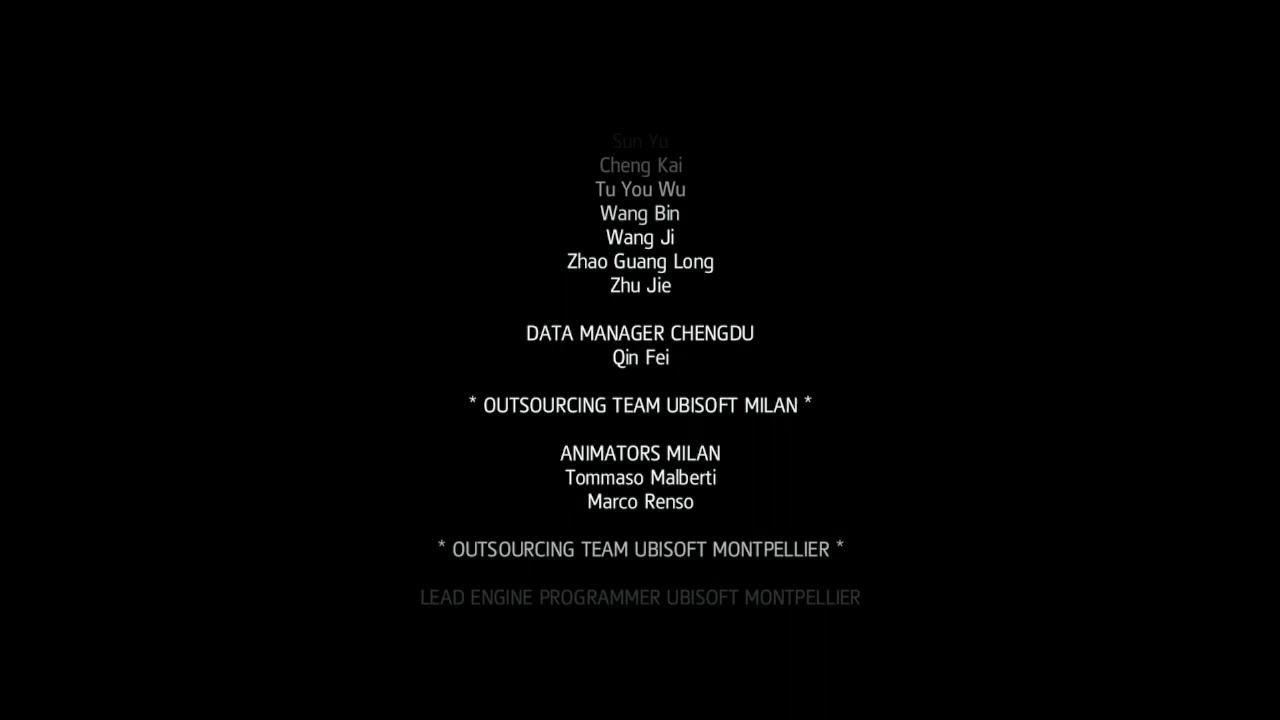 Sun Yu
Cheng Kai
Tu You Wu
Wang Bin
Wang Ji
Zhao Guang Long
Zhu Jie
DATA MANAGER CHENGDU
Qin Fei
* OUTSOURCING TEAM UBISOFT MILAN *
ANIMATORS MILAN
Tommaso Malberti
Marco Renso
* OUTSOURCING TEAM UBISOFT MONTPELLIER *
LEAD ENGINE PROGRAMMER UBISOFT MONTPELLIER